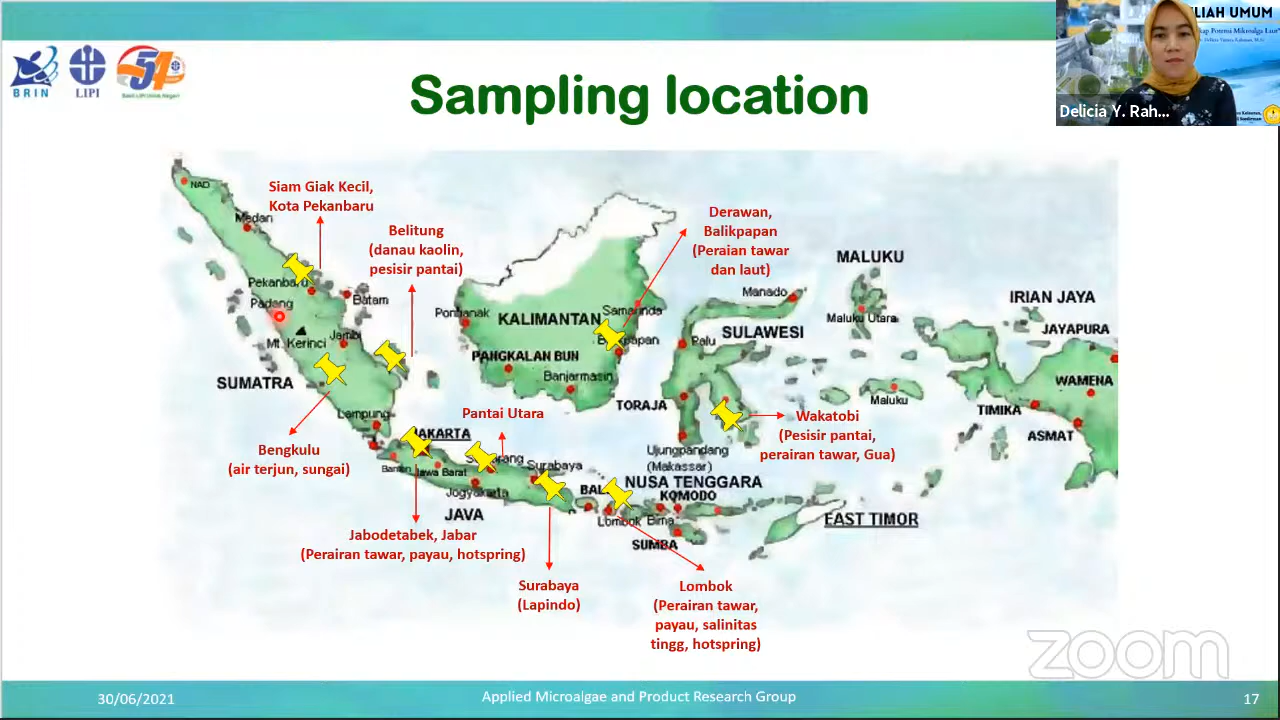 BRIN
LIPI
Sampling location
LIAH UMUM
Delicia Y. Rah...
NAD
Medan
Siam Giak Kecil,
Kota Pekanbaru
Belitung
(danau kaolin,
pesisir pantai)
Derawan,
Balikpapan
(Peraian tawar
dan laut)
MALUKU
Pekanbaru
Padang
Batam
Jambi
Mt. Kerinci
SUMATRA
Lampung
KALIMANTAN
Samarinda
PANGKALAN BUN
Banjarmasin
Manado
SULAWESI
Palu
Maluku Utara
IRIAN JAYA
JAYAPURA
WAMENA
TIMIKA
ASMAT
Maluku
TORAJA
Ujungpandang
(Makassar)
Wakatobi
(Pesisir pantai,
perairan tawar, Gua)
Bengkulu
(air terjun, sungai)
Pantai Utara
JAKARTA
Jawa Barat
Surabaya
Jogyakarta
JAVA
NUSA TENGGARA
KOMODO
Lombok
Bima
SUMBA
EAST TIMOR
Jabodetabek, Jabar
(Perairan tawar, payau, hotspring)
Surabaya
(Lapindo)
Lombok
(Perairan tawar,
payau, salinitas
tingg, hotspring)
zoom
30/06/2021
Applied Microalgae and Product Research Group
17